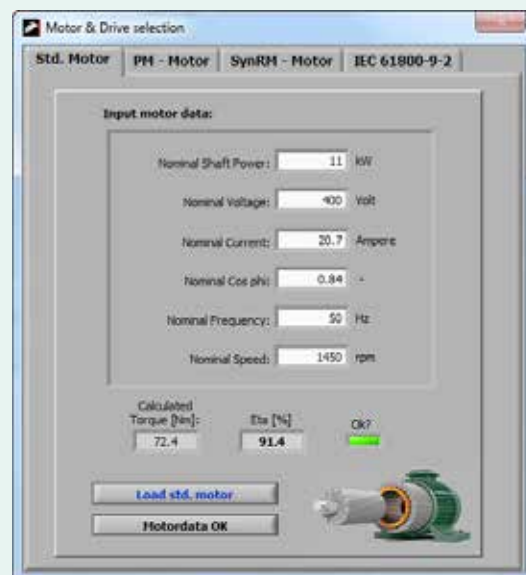 Motor & Drive selection
Std. Motor PM - Motor SynRM - Motor IEC 61800-9-2
Input motor data:
Nominal Shaft Power: 11 kW
Nominal Voltage: 400 Volt
Nominal Current: 20.7 Ampere
Nominal Cos phi: 0.84 -
Nominal Frequency: 50 Hz
Nominal Speed: 1450 rpm
Calculated
Torque [Nm]: Eta [%] Ok?
72.4 91.4
Load std. motor
Motordata OK